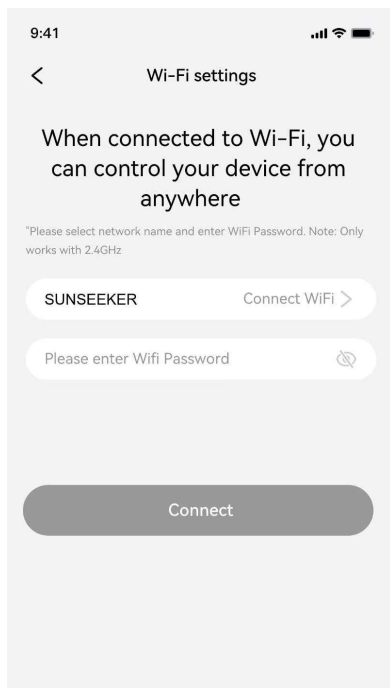 9:41
Wi-Fi settings
When connected to Wi-Fi, you
can control your device from
anywhere
*Please select network name and enter WiFi Password. Note: Only
works with 2.4GHz
SUNSEEKER Connect WiFi >
Please enter Wifi Password
Connect